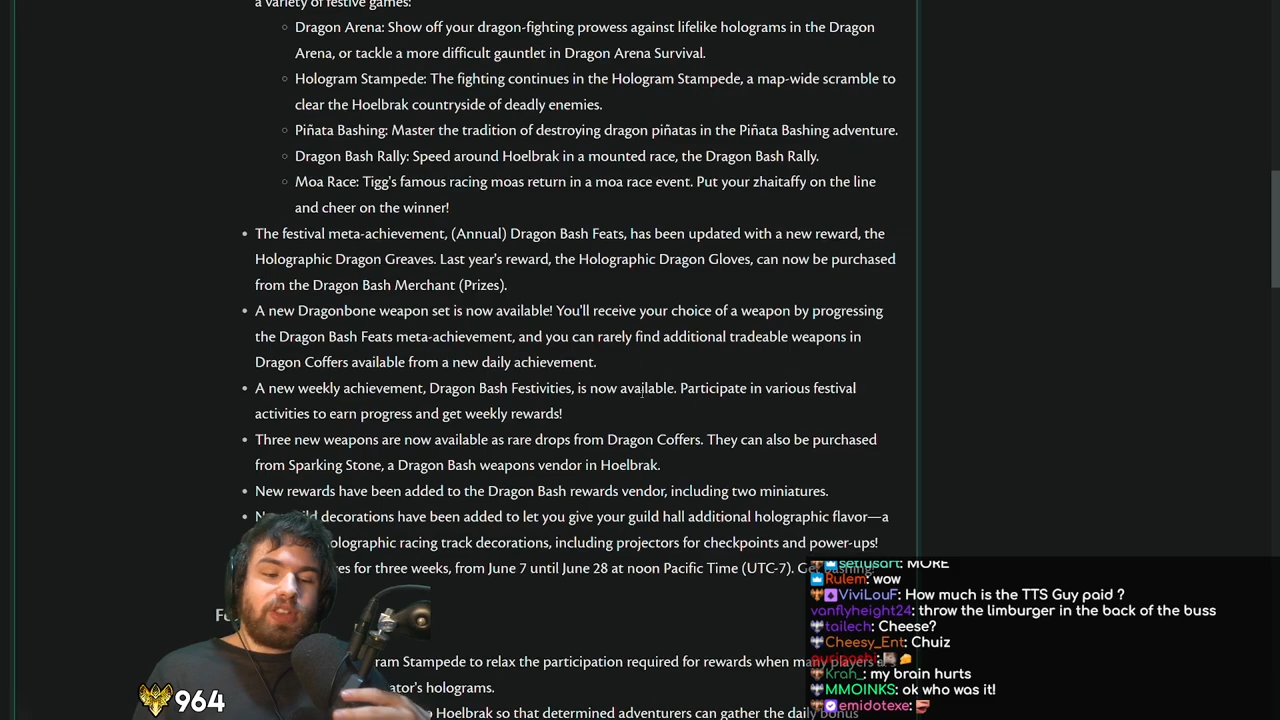 a variety of festive games:
Dragon Arena: Show off your dragon-fighting prowess against lifelike holograms in the Dragon
Arena, or tackle a more difficult gauntlet in Dragon Arena Survival.
Hologram Stampede: The fighting continues in the Hologram Stampede, a map-wide scramble to
clear the Hoelbrak countryside of deadly enemies.
Piñata Bashing: Master the tradition of destroying dragon piñatas in the Piñata Bashing adventure.
Dragon Bash Rally: Speed around Hoelbrak in a mounted race, the Dragon Bash Rally.
Moa Race: Tigg's famous racing moas return in a moa race event. Put your zhaitaffy on the line
and cheer on the winner!
The festival meta-achievement, (Annual) Dragon Bash Feats, has been updated with a new reward, the
Holographic Dragon Greaves. Last year's reward, the Holographic Dragon Gloves, can now be purchased
from the Dragon Bash Merchant (Prizes).
A new Dragonbone weapon set is now available! You'll receive your choice of a weapon by progressing
the Dragon Bash Feats meta-achievement, and you can rarely find additional tradeable weapons in
Dragon Coffers available from a new daily achievement.
A new weekly achievement, Dragon Bash Festivities, is now available. Participate in various festival
activities to earn progress and get weekly rewards!
Three new weapons are now available as rare drops from Dragon Coffers. They can also be purchased
from Sparking Stone, a Dragon Bash weapons vendor in Hoelbrak.
New rewards have been added to the Dragon Bash rewards vendor, including two miniatures.
decorations have been added to let you give your guild hall additional holographic flavor—a
holographic racing track decorations, including projectors for checkpoints and power-ups!
for three weeks, from June 7 until June 28 at noon Pacific Time (UTC-7).
Stampede to relax the participation required for rewards when many
holograms.
Hoelbrak so that determined adventurers can gather the daily bonus
sefiusart: MORE
Rulem: wow
ViviLouF: How much is the TTS Guy paid ?
vanflyheight24: throw the limburger in the back of the buss
tailech: Cheese?
Cheesy_Ent: Chuiz
Krah_: my brain hurts
MMOINKS: ok who was it!
emidotexe:
964